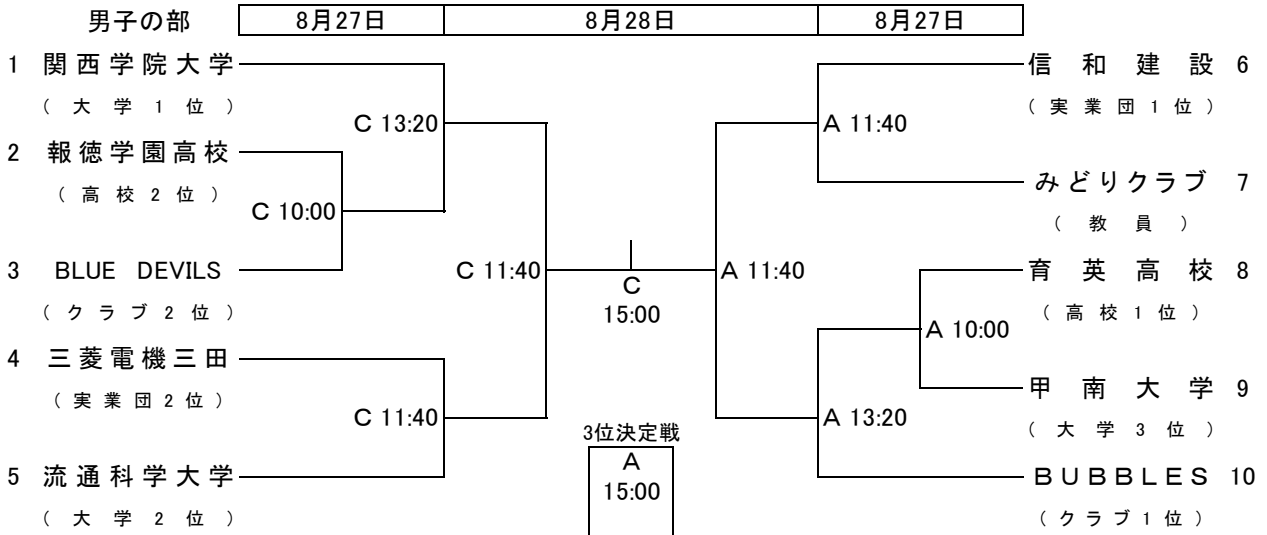 男子の部 8月27日 8月28日 8月27日
1 関西学院大学
(大学1位)
C 13:20
2 報徳学園高校
(高校2位)
C 10:00
3 BLUE DEVILS
(クラブ2位)
C 11:40
4 三菱電機三田
(実業団2位)
C 11:40
5 流通科学大学
(大学2位)
C
15:00
3位決定戦
A
15:00
信和建設 6
(実業団1位)
A 11:40
みどりクラブ 7
(教員)
A 11:40
育英高校 8
(高校1位)
A 10:00
甲南大学 9
(大学3位)
A 13:20
BUBBLES 10
(クラブ1位)